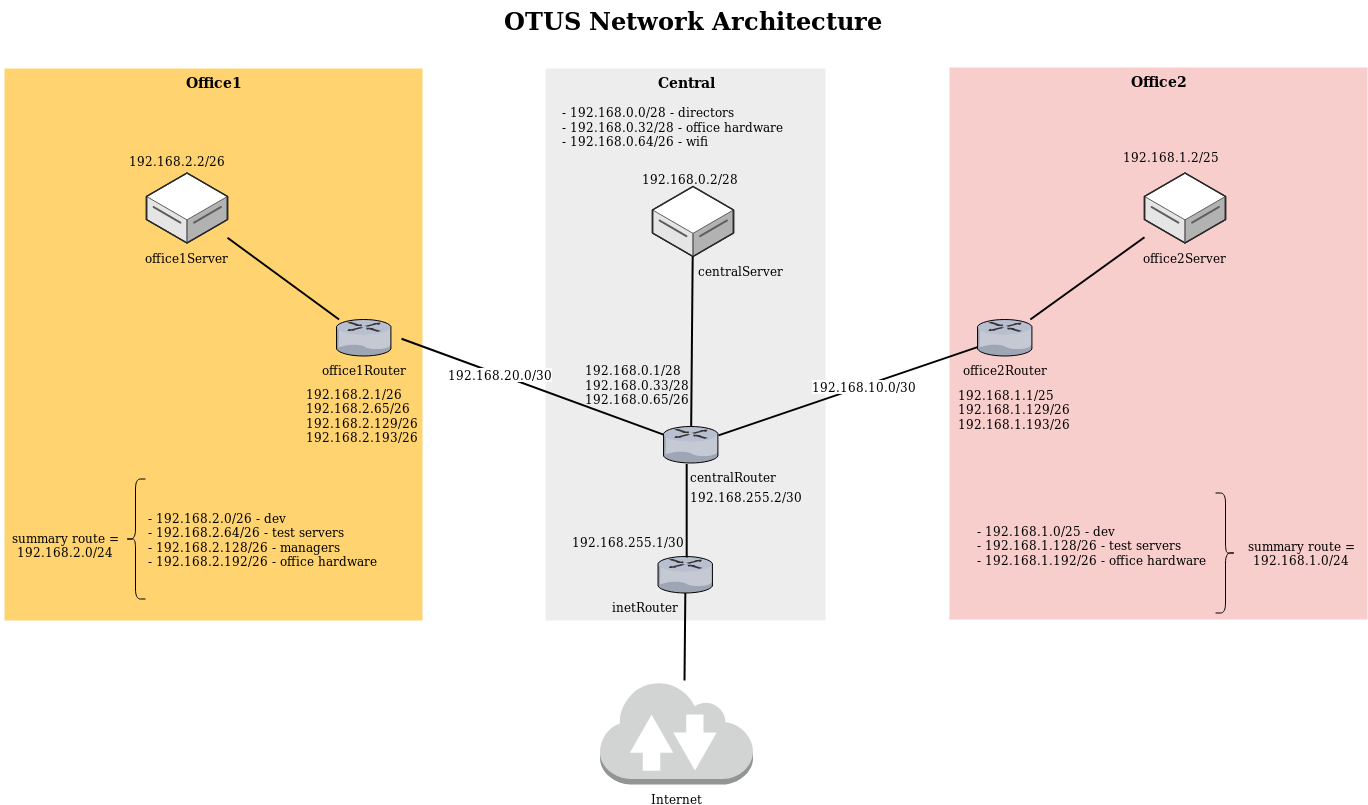 OTUS Network Architecture
Office1
192.168.2.2/26
office1Server
office1Router
192.168.2.1/26
192.168.2.65/26
192.168.2.129/26
192.168.2.193/26
summary route =
192.168.2.0/24
- 192.168.2.0/26 - dev
- 192.168.2.64/26 - test servers
- 192.168.2.128/26 - managers
- 192.168.2.192/26 - office hardware
192.168.20.0/30
Central
- 192.168.0.0/28 - directors
- 192.168.0.32/28 - office hardware
- 192.168.0.64/26 - wifi
192.168.0.2/28
centralServer
192.168.0.1/28
192.168.0.33/28
192.168.0.65/26
centralRouter
192.168.255.2/30
192.168.255.1/30
inetRouter
Internet
192.168.10.0/30
Office2
192.168.1.2/25
office2Server
office2Router
192.168.1.1/25
192.168.1.129/26
192.168.1.193/26
- 192.168.1.0/25 - dev
- 192.168.1.128/26 - test servers
- 192.168.1.192/26 - office hardware
summary route =
192.168.1.0/24